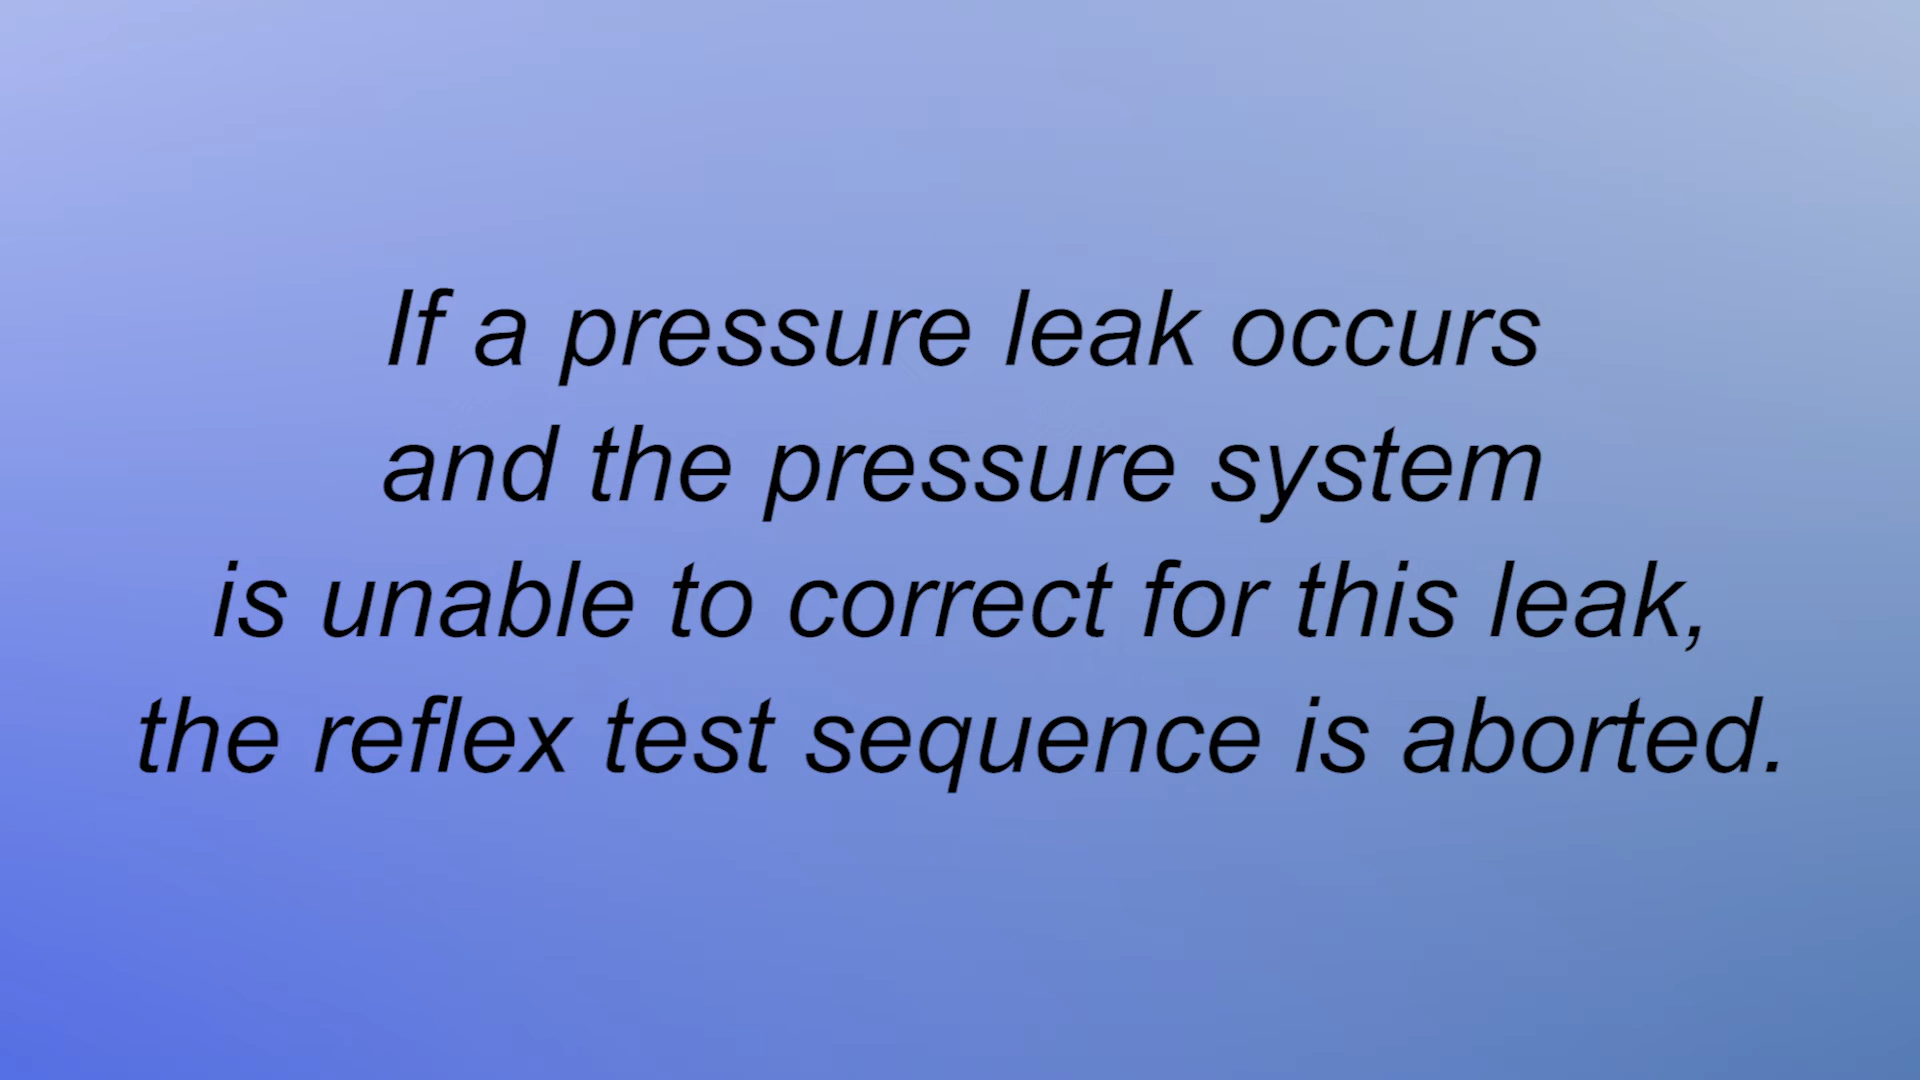 If a pressure leak occurs
and the pressure system
is unable to correct for this leak,
the reflex test sequence is aborted.